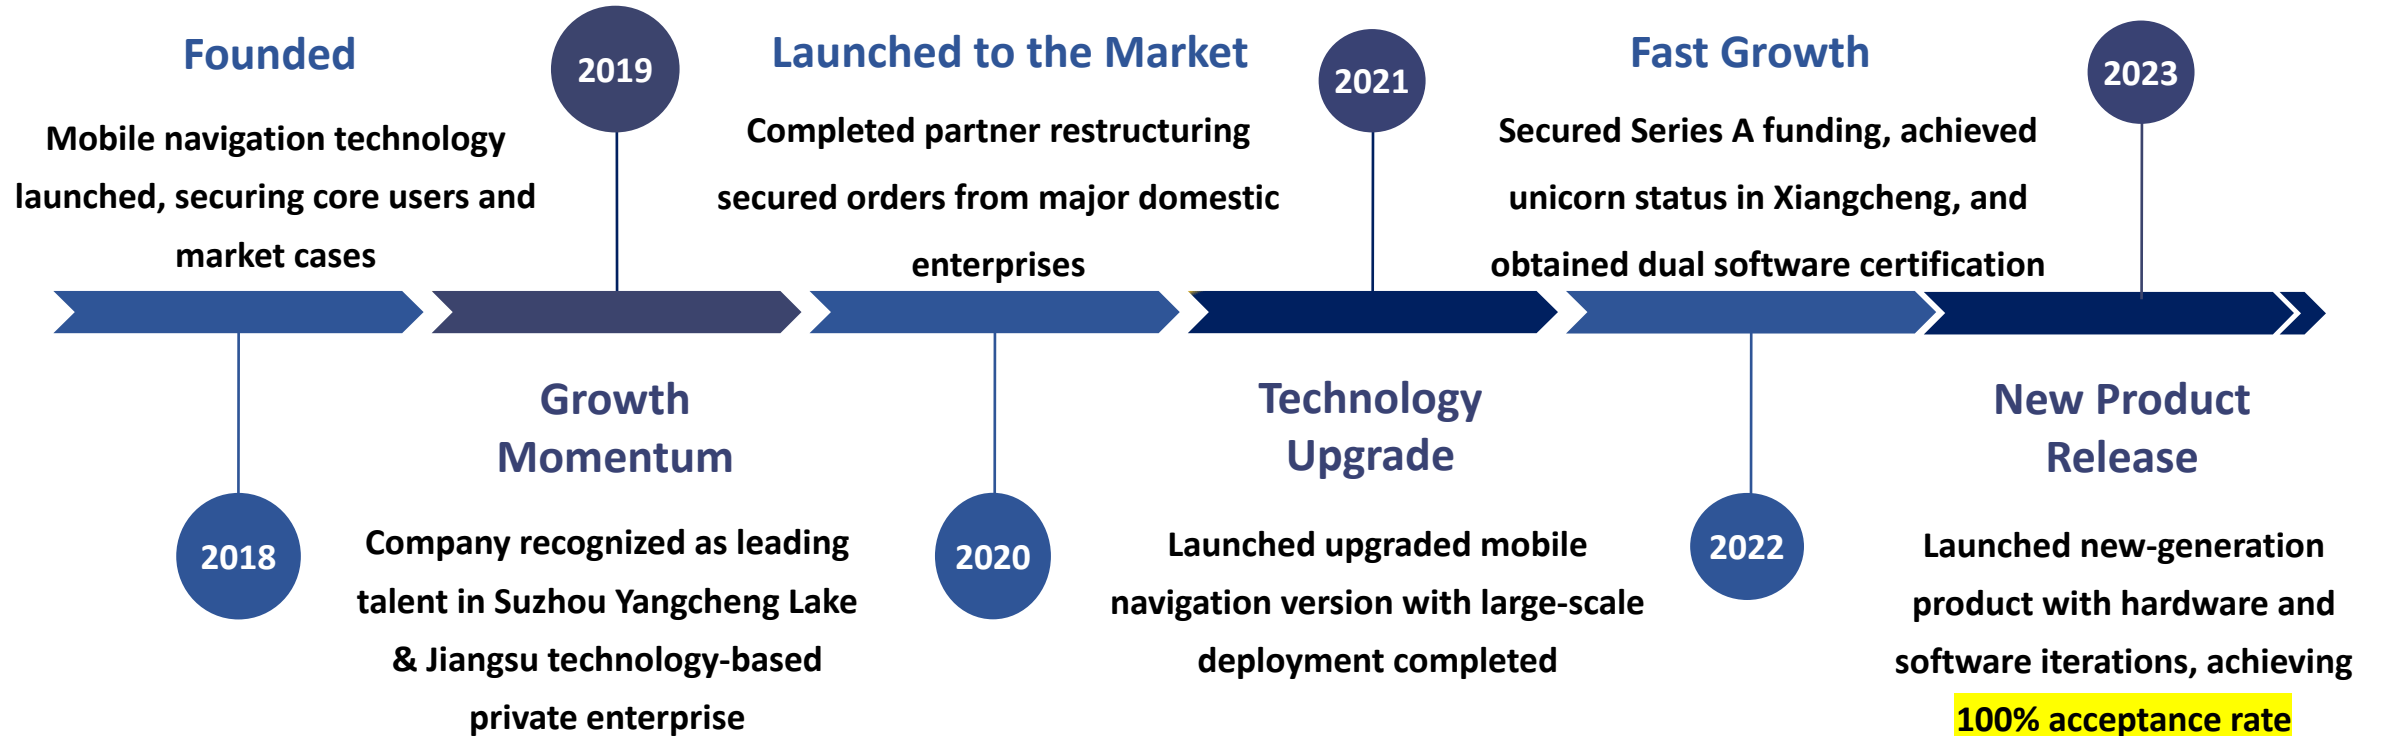 Founded
Mobile navigation technology
launched, securing core users and
market cases
2018
2019
Growth
Momentum
Company recognized as leading
talent in Suzhou Yangcheng Lake
& Jiangsu technology-based
private enterprise
Launched to the Market
Completed partner restructuring
secured orders from major domestic
enterprises
2020
2021
Technology
Upgrade
Launched upgraded mobile
navigation version with large-scale
deployment completed
Fast Growth
Secured Series A funding, achieved
unicorn status in Xiangcheng, and
obtained dual software certification
2022
2023
New Product
Release
Launched new-generation
product with hardware and
software iterations, achieving
100% acceptance rate